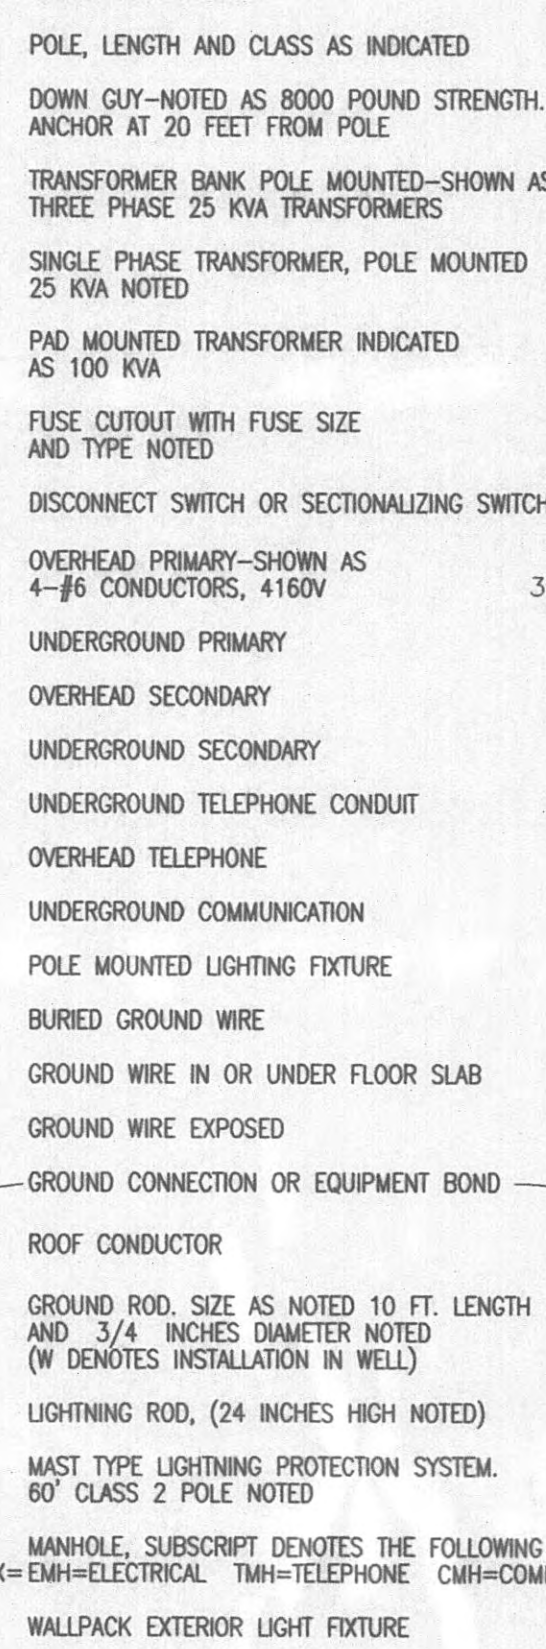 POLE, LENGTH AND CLASS AS INDICATED
DOWN GUY-NOTED AS 8000 POUND STRENGTH.
ANCHOR AT 20 FEET FROM POLE
TRANSFORMER BANK POLE MOUNTED-SHOWN AS
THREE PHASE 25 KVA TRANSFORMERS
SINGLE PHASE TRANSFORMER, POLE MOUNTED
25 KVA NOTED
PAD MOUNTED TRANSFORMER INDICATED
AS 100 KVA
FUSE CUTOUT WITH FUSE SIZE
AND TYPE NOTED
DISCONNECT SWITCH OR SECTIONALIZING SWITCH
OVERHEAD PRIMARY-SHOWN AS
4-#6 CONDUCTORS, 4160V 3
UNDERGROUND PRIMARY
OVERHEAD SECONDARY
UNDERGROUND SECONDARY
UNDERGROUND TELEPHONE CONDUIT
OVERHEAD TELEPHONE
UNDERGROUND COMMUNICATION
POLE MOUNTED LIGHTING FIXTURE
BURIED GROUND WIRE
GROUND WIRE IN OR UNDER FLOOR SLAB
GROUND WIRE EXPOSED
GROUND CONNECTION OR EQUIPMENT BOND
ROOF CONDUCTOR
GROUND ROD. SIZE AS NOTED 10 FT. LENGTH
AND 3/4 INCHES DIAMETER NOTED
(W DENOTES INSTALLATION IN WELL)
LIGHTNING ROD, (24 INCHES HIGH NOTED)
MAST TYPE LIGHTNING PROTECTION SYSTEM.
60' CLASS 2 POLE NOTED
MANHOLE, SUBSCRIPT DENOTES THE FOLLOWING
=EMH=ELECTRICAL TMH=TELEPHONE CMH=COM
WALLPACK EXTERIOR LIGHT FIXTURE